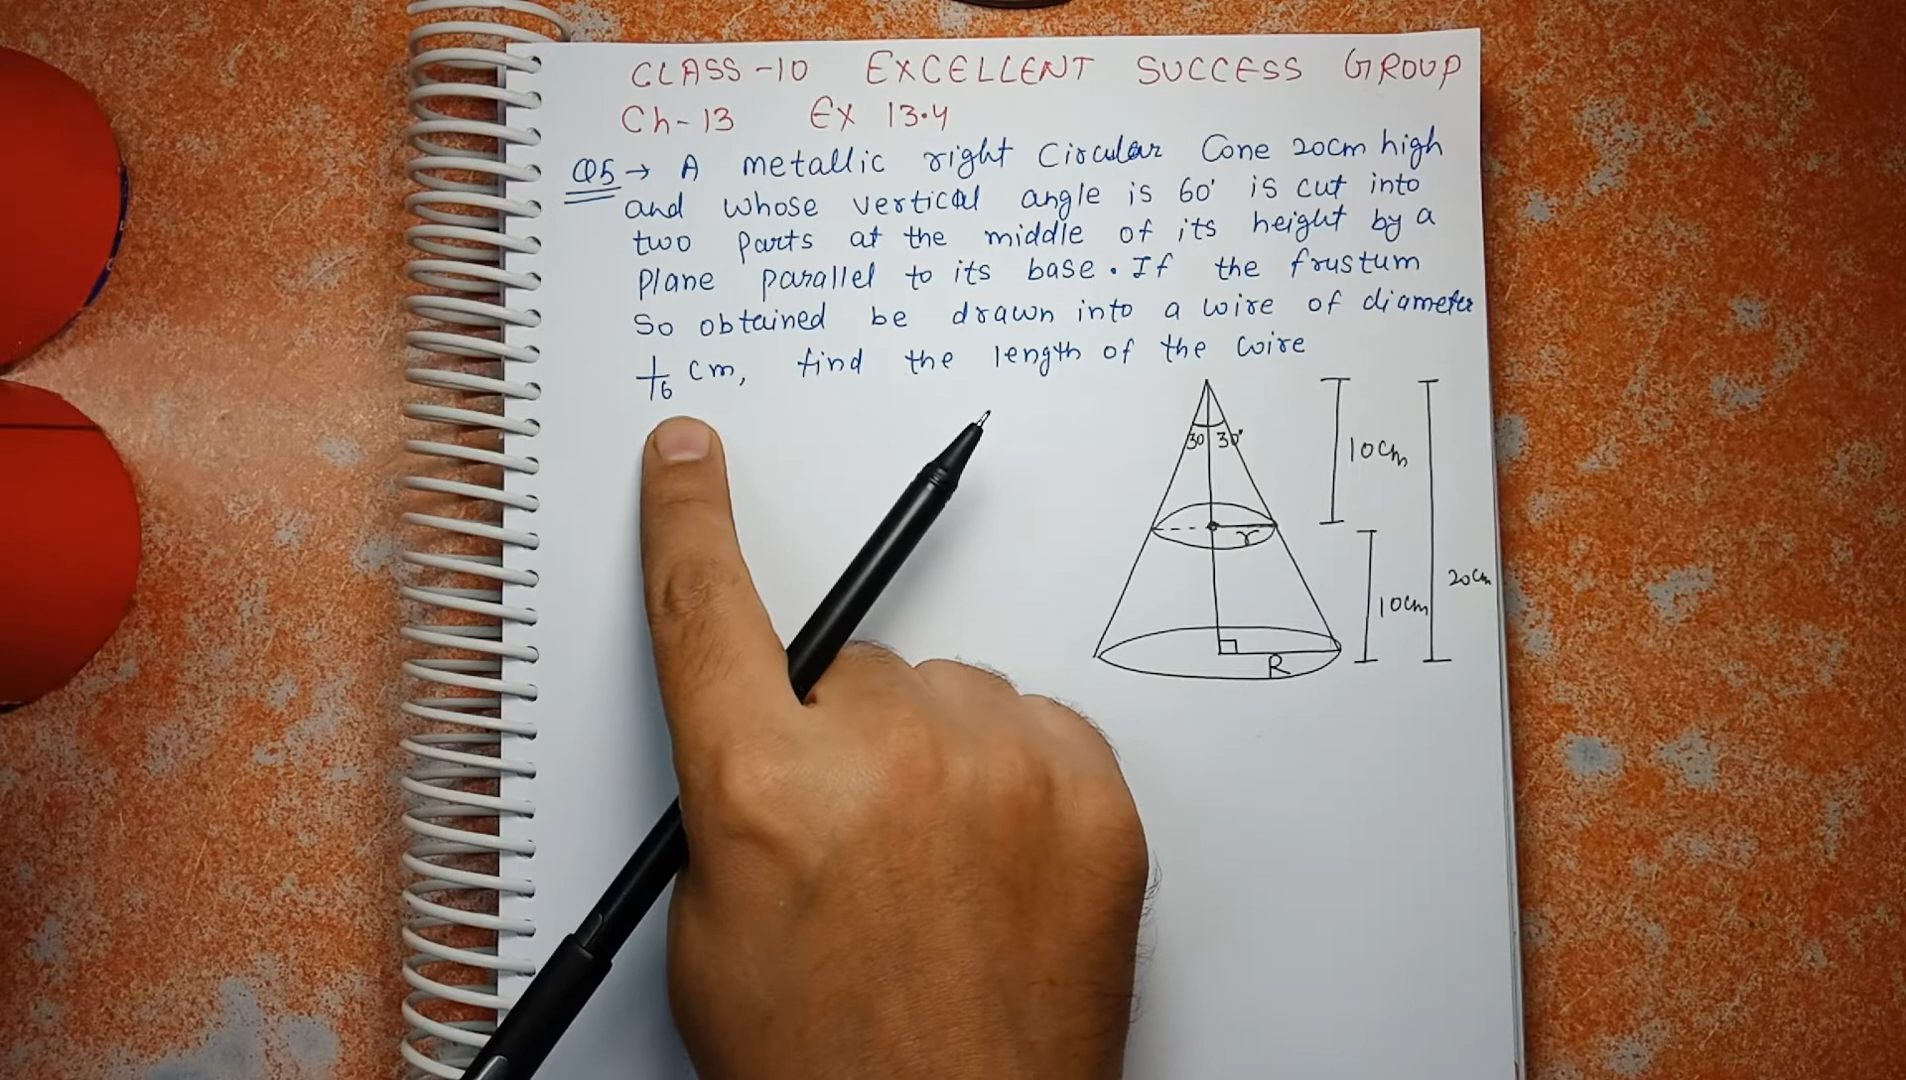 CLASS-10 EXCELLENT SUCCESS GROUP
Ch-13 EX 13.4
Q5→ A metallic right Circular Cone 20cm high
and whose vertical angle is 60° is cut into
two parts at the middle of its height by a
plane parallel to its base. If the frustum
So obtained be drawn into a wire of diameter
1/16 cm, find the length of the wire
30 30°
10cm
r
20cm
10cm
R